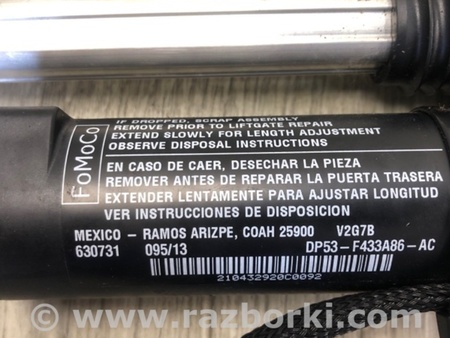 IF DROPPED, SCRAP ASSEMBLY
REMOVE PRIOR TO LIFTGATE REPAIR
EXTEND SLOWLY FOR LENGTH ADJUSTMENT
OBSERVE DISPOSAL INSTRUCTIONS
FoMoCo
EN CASO DE CAER, DESECHAR LA PIEZA
REMOVER ANTES DE REPARAR LA PUERTA TRASERA
EXTENDER LENTAMENTE PARA AJUSTAR LONGITUD
VER INSTRUCCIONES DE DISPOSICION
MEXICO - RAMOS ARIZPE, COAH 25900 V2G7B
630731 095/13 DP53-F433A86-AC
210432920C0092
www.razborki.com